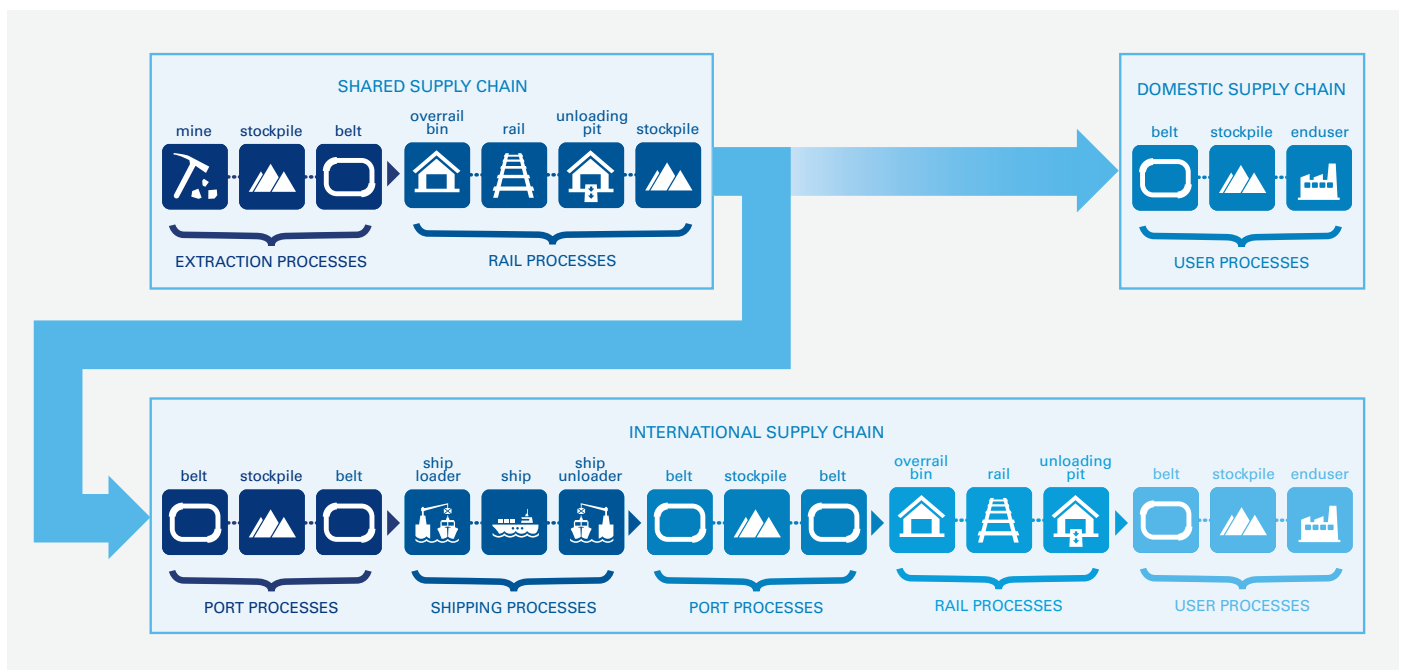 SHARED SUPPLY CHAIN
mine
stockpile
belt
overrail
bin
rail
unloading
pit
stockpile
EXTRACTION PROCESSES
RAIL PROCESSES
DOMESTIC SUPPLY CHAIN
belt
stockpile
enduser
USER PROCESSES
INTERNATIONAL SUPPLY CHAIN
belt
stockpile
belt
ship
loader
ship
ship
unloader
belt
stockpile
belt
overrail
bin
rail
unloading
pit
belt
stockpile
enduser
PORT PROCESSES
SHIPPING PROCESSES
PORT PROCESSES
RAIL PROCESSES
USER PROCESSES